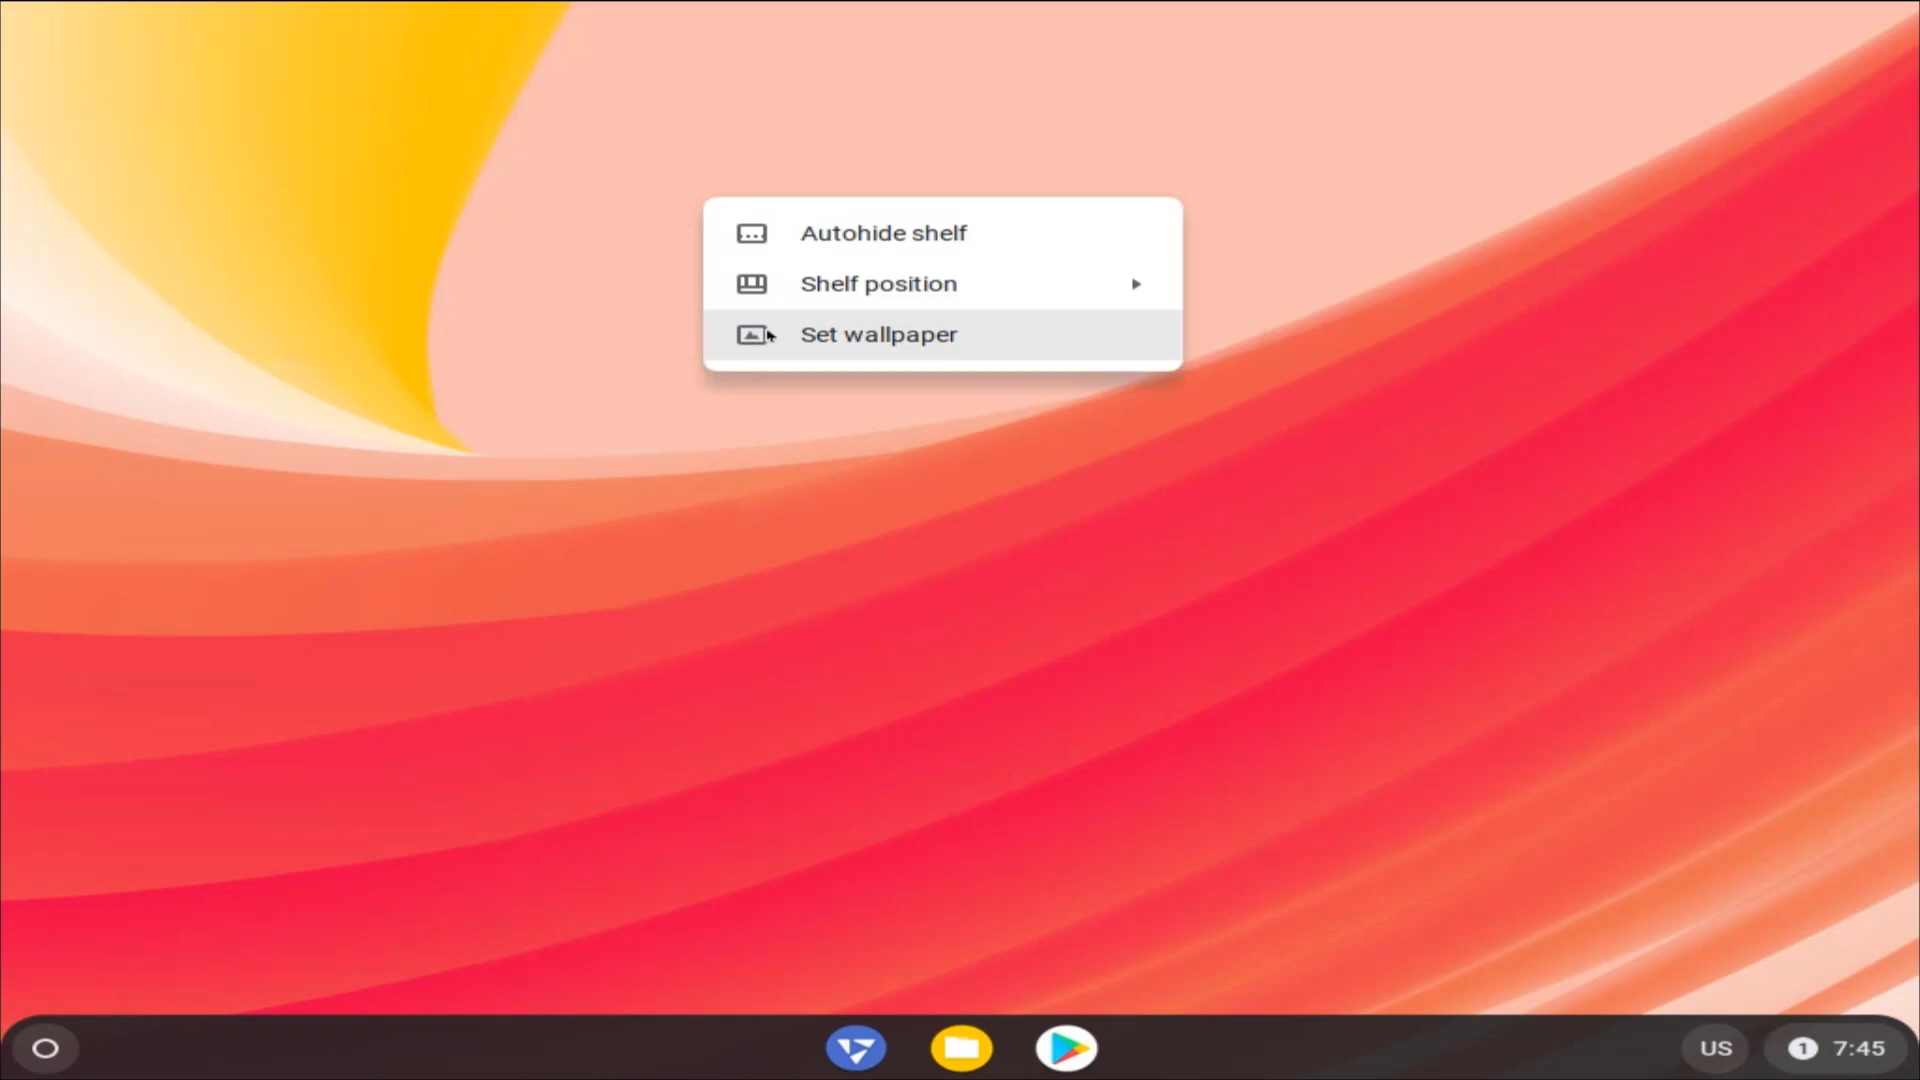 Autohide shelf
Shelf position
Set wallpaper
US
1 7:45